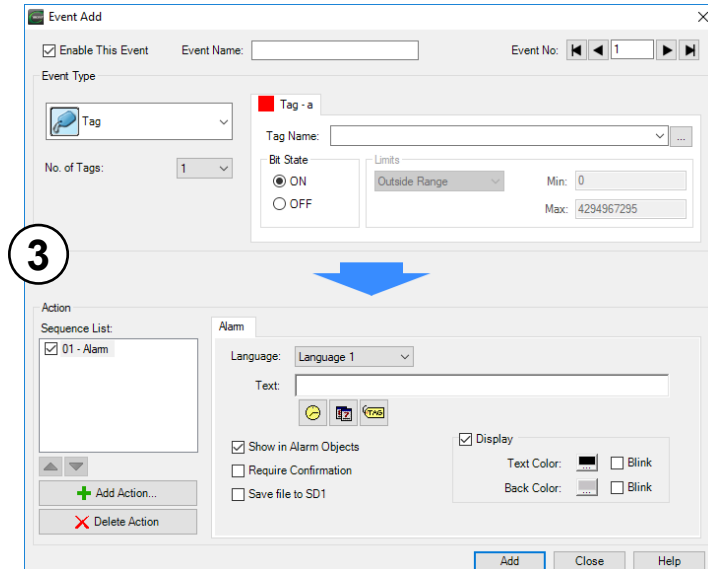 Event Add
Enable This Event Event Name: Event No: 1
Event Type
Tag
Tag - a
Tag Name: ...
No. of Tags: 1
Bit State
ON
OFF
Limits
Outside Range Min: 0
Max: 4294967295
3
Action
Sequence List:
01 - Alarm
Alarm
Language: Language 1
Text:
TAG
Show in Alarm Objects
Require Confirmation
Save file to SD1
Display
Text Color: ... Blink
Back Color: ... Blink
Add Action...
Delete Action
Add Close Help